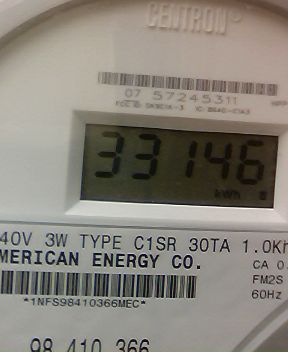 CENTRON®
07 57245311
33146
kWh
40V 3W TYPE C1SR 30TA 1.0Kh
MERICAN ENERGY CO.
CA 0.
FM2S
*1NFS98410366MEC*
60Hz
98 410 366